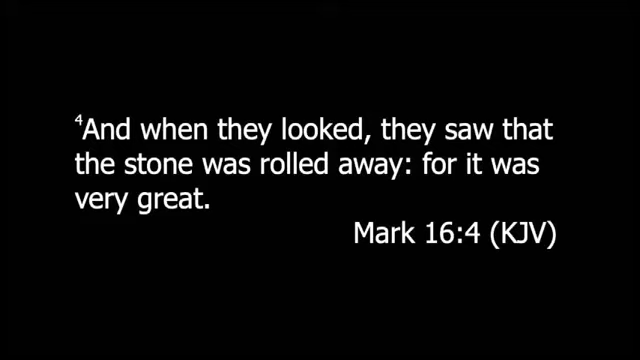 ⁴And when they looked, they saw that
the stone was rolled away: for it was
very great.
Mark 16:4 (KJV)